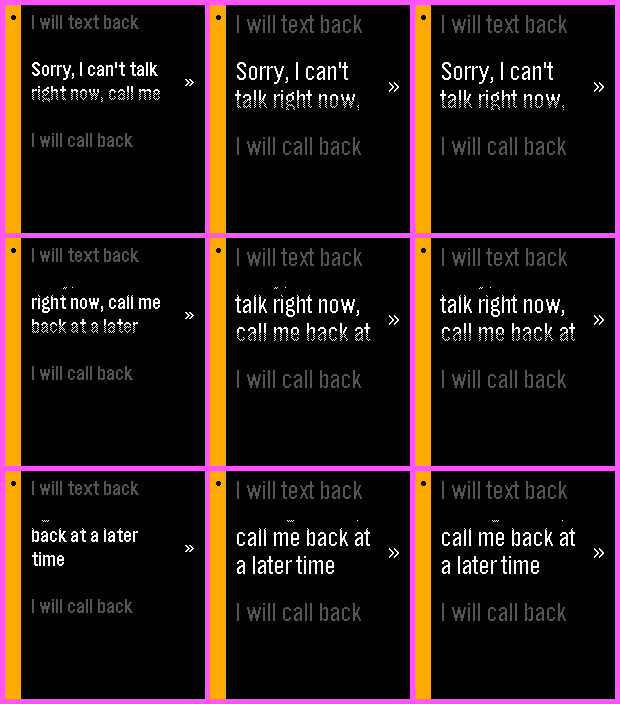 I will text back
Sorry, I can't talk
right now, call me
»
I will call back
I will text back
Sorry, I can't
talk right now,
»
I will call back
I will text back
Sorry, I can't
talk right now,
»
I will call back
I will text back
right now, call me
back at a later
»
I will call back
I will text back
talk right now,
call me back at
»
I will call back
I will text back
talk right now,
call me back at
»
I will call back
I will text back
back at a later
time
»
I will call back
I will text back
call me back at
a later time
»
I will call back
I will text back
call me back at
a later time
»
I will call back